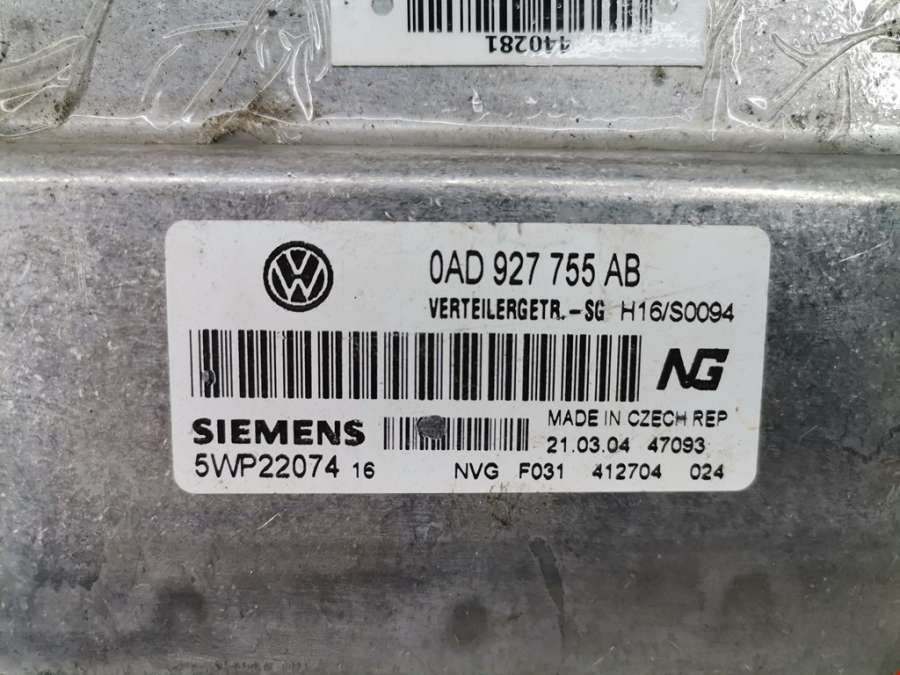 440281
0AD 927 755 AB
VERTEILERGETR.-SG H16/S0094
NG
SIEMENS
MADE IN CZECH REP
21.03.04 47093
5WP22074 16
NVG F031 412704 024